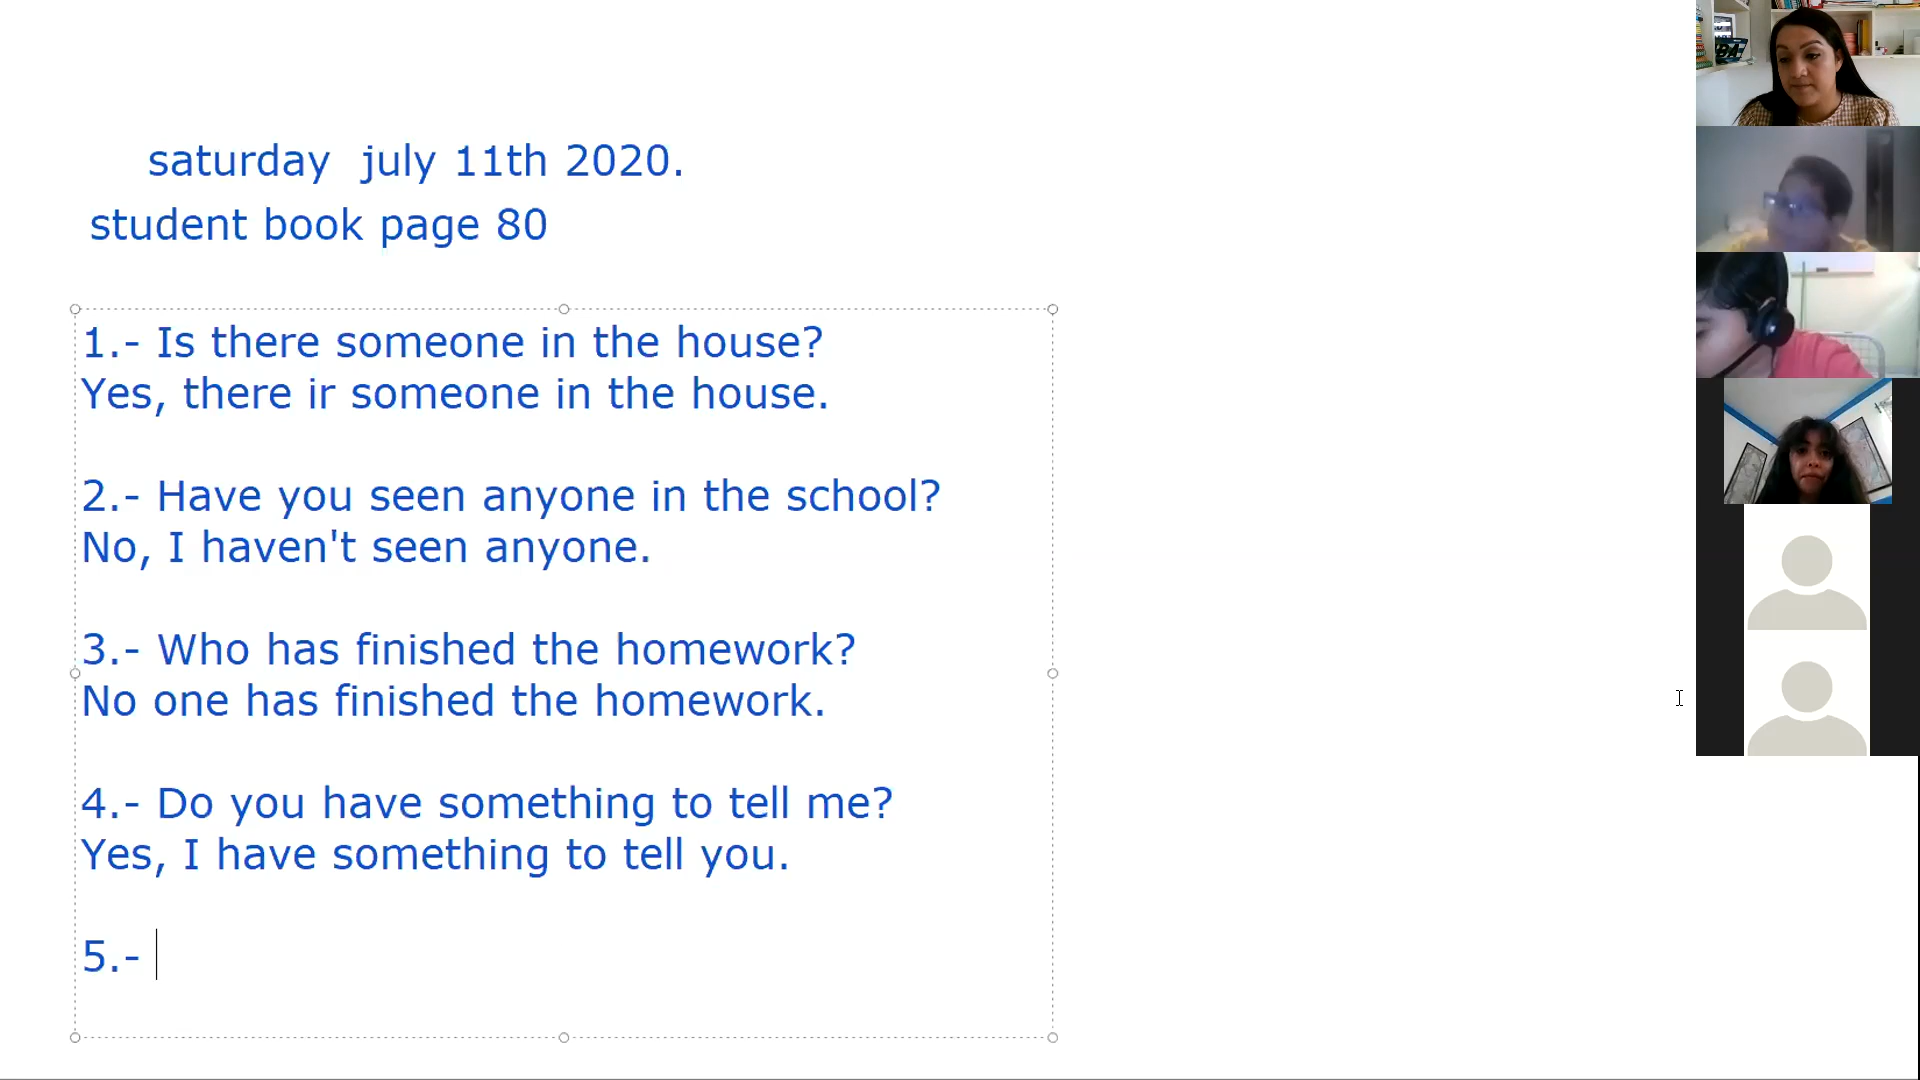 saturday july 11th 2020.
student book page 80
1.- Is there someone in the house?
Yes, there ir someone in the house.
2.- Have you seen anyone in the school?
No, I haven't seen anyone.
3.- Who has finished the homework?
No one has finished the homework.
4.- Do you have something to tell me?
Yes, I have something to tell you.
5.-